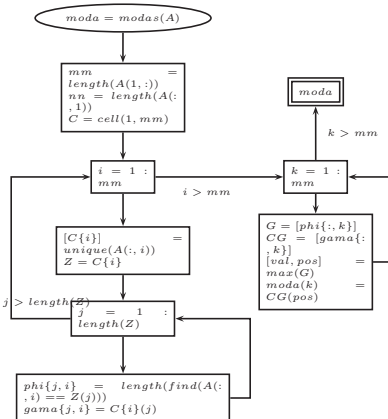 moda = modas(A)
mm =
length(A(1, :))
nn = length(A(:
, 1))
C = cell(1, mm)
moda
k > mm
i = 1 :
mm
i > mm
k = 1 :
mm
[C{i}] =
unique(A(:, i))
Z = C{i}
G = [phi{:, k}]
CG = [gama{:
, k}]
[val, pos] =
max(G)
moda(k) =
CG(pos)
j > length(Z)
j = 1 :
length(Z)
phi{j, i} = length(find(A(:
, i) == Z(j)))
gama{j, i} = C{i}(j)